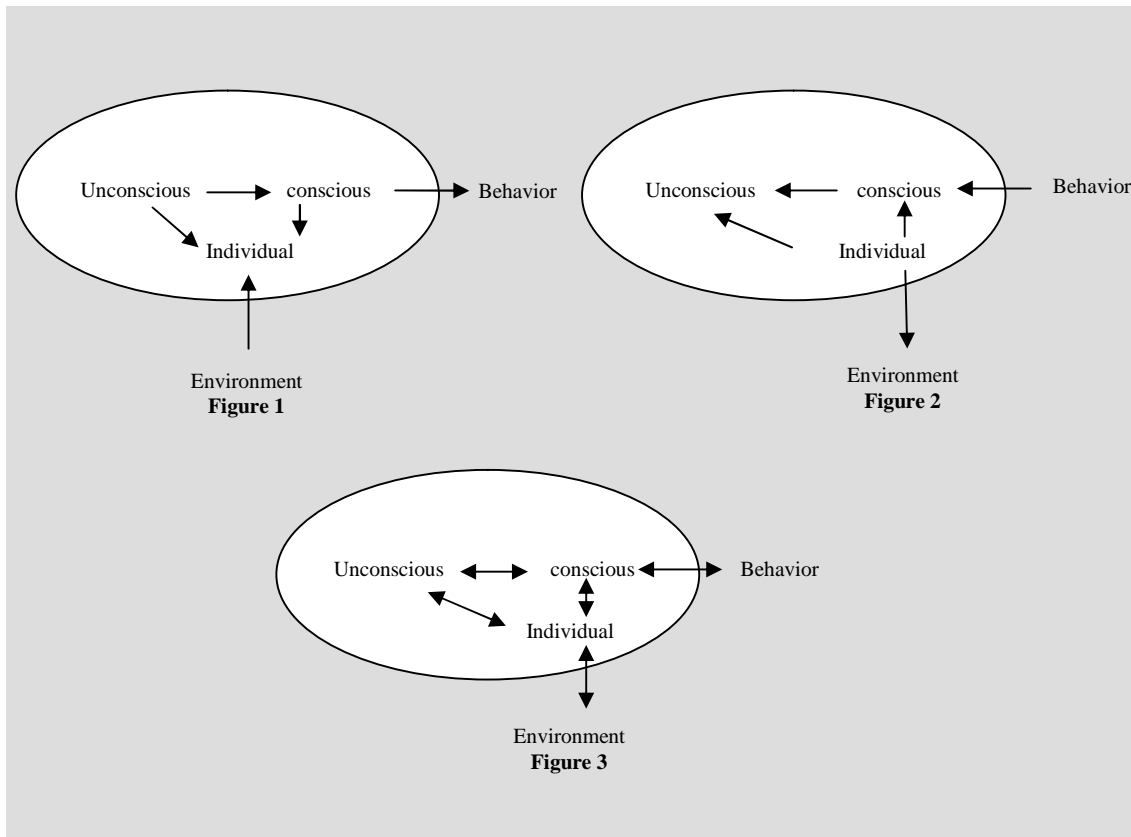 Unconscious conscious Behavior
Individual
Environment
Figure 1
Unconscious conscious Behavior
Individual
Environment
Figure 2
Unconscious conscious Behavior
Individual
Environment
Figure 3